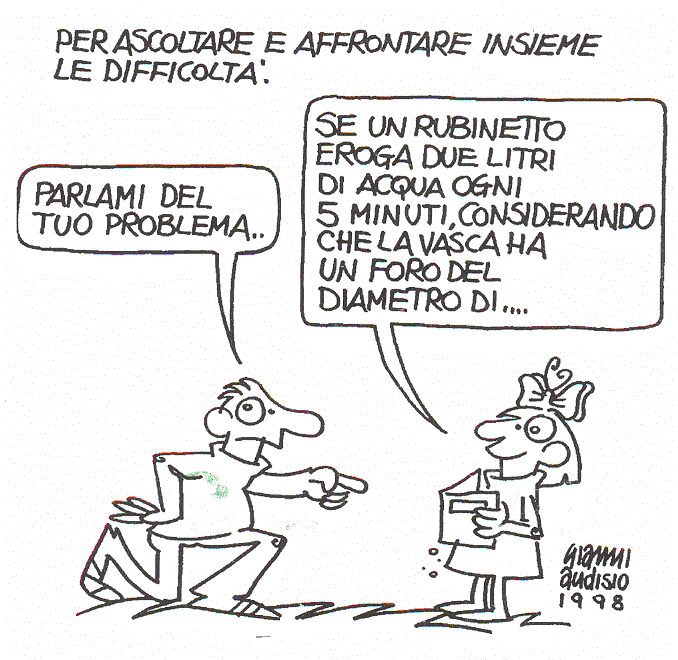 PER ASCOLTARE E AFFRONTARE INSIEME
LE DIFFICOLTA'.
PARLAMI DEL
TUO PROBLEMA..
SE UN RUBINETTO
EROGA DUE LITRI
DI ACQUA OGNI
5 MINUTI, CONSIDERANDO
CHE LA VASCA HA
UN FORO DEL
DIAMETRO DI....
gianni
audisio
1998